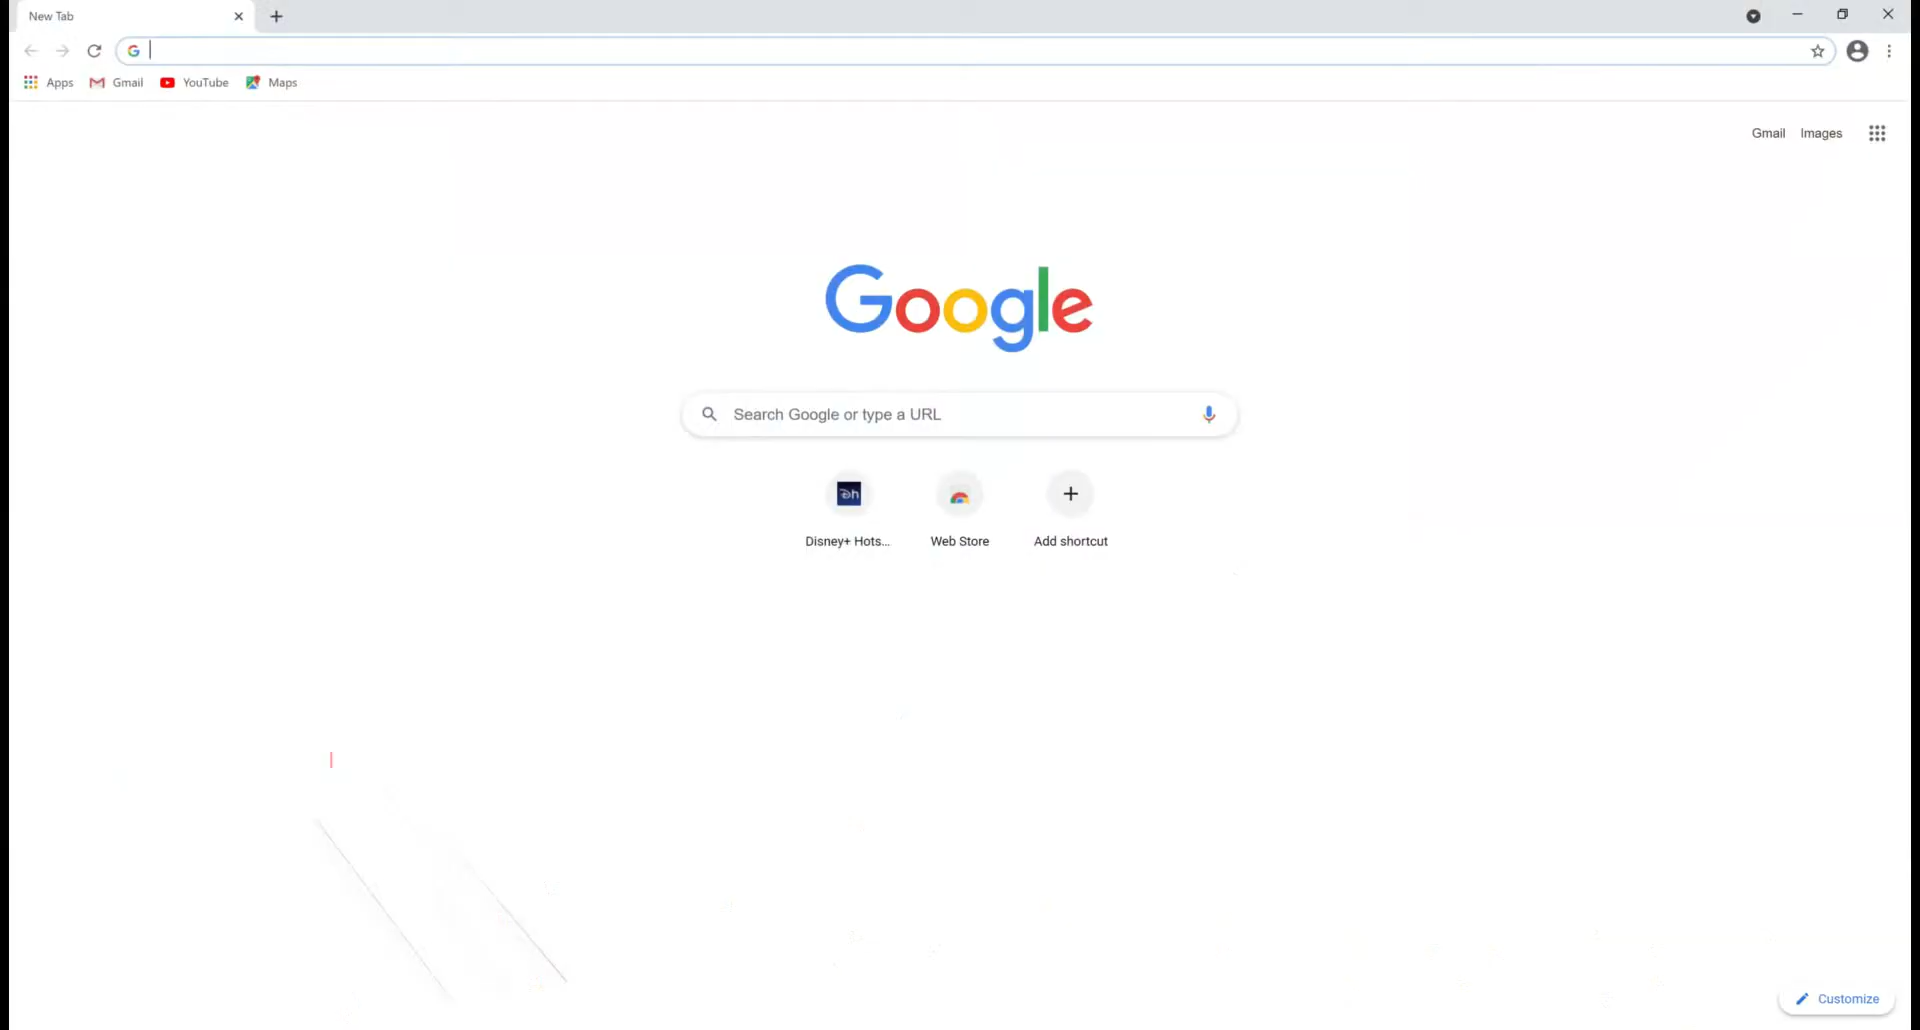 New Tab
Apps Gmail YouTube Maps
Gmail Images
Google
Search Google or type a URL
Disney+ Hots... Web Store Add shortcut
Customize